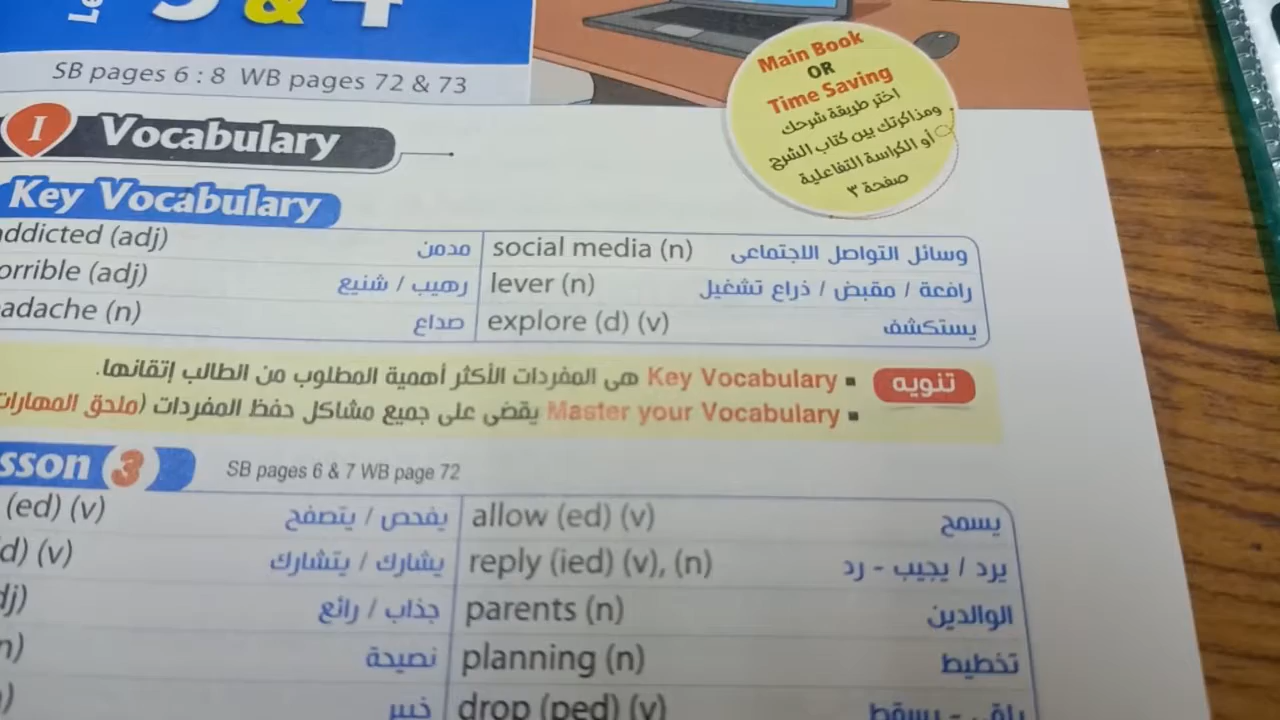 3 & 4
SB pages 6 : 8 WB pages 72 & 73
Main Book
OR
Time Saving
اختر طريقة شرحك
ومذاكرتك بين كتاب الشرح
أو الكراسة التفاعلية
صفحة ٣
I Vocabulary
Key Vocabulary
addicted (adj) مدمن social media (n) وسائل التواصل الاجتماعى
orrible (adj) رهيب / شنيع lever (n) رافعة / مقبض / ذراع تشغيل
adache (n) صداع explore (d) (v) يستكشف
تنويه
▪ Key Vocabulary هى المفردات الأكثر أهمية المطلوب من الطالب إتقانها.
▪ Master your Vocabulary يقضى على جميع مشاكل حفظ المفردات (ملحق المهارات
sson 3 SB pages 6 & 7 WB page 72
(ed) (v) يفحص / يتصفح allow (ed) (v) يسمح
d) (v) يشارك / يتشارك reply (ied) (v), (n) يرد / يجيب - رد
dj) جذاب / رائع parents (n) الوالدين
n) نصيحة planning (n) تخطيط
) خبير drop (ped) (v)